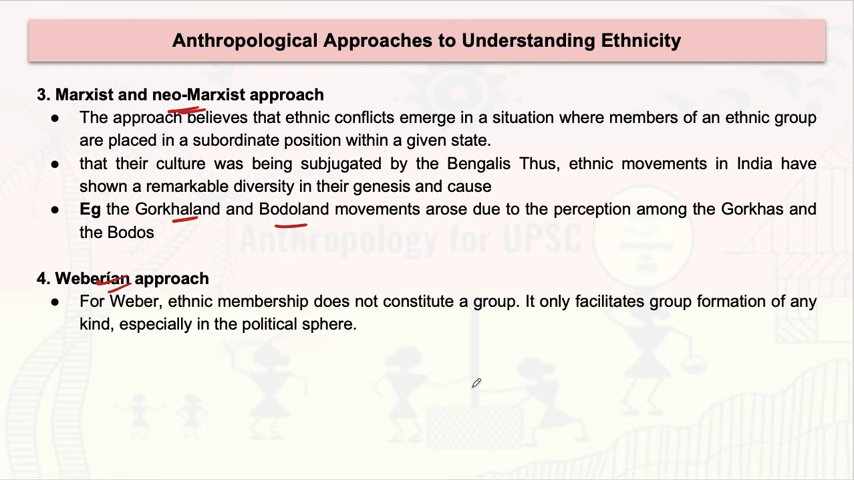 Anthropological Approaches to Understanding Ethnicity
3. Marxist and neo-Marxist approach
● The approach believes that ethnic conflicts emerge in a situation where members of an ethnic group
are placed in a subordinate position within a given state.
● that their culture was being subjugated by the Bengalis Thus, ethnic movements in India have
shown a remarkable diversity in their genesis and cause
● Eg the Gorkhaland and Bodoland movements arose due to the perception among the Gorkhas and
the Bodos
Anthropology for UPSC
4. Weberian approach
● For Weber, ethnic membership does not constitute a group. It only facilitates group formation of any
kind, especially in the political sphere.